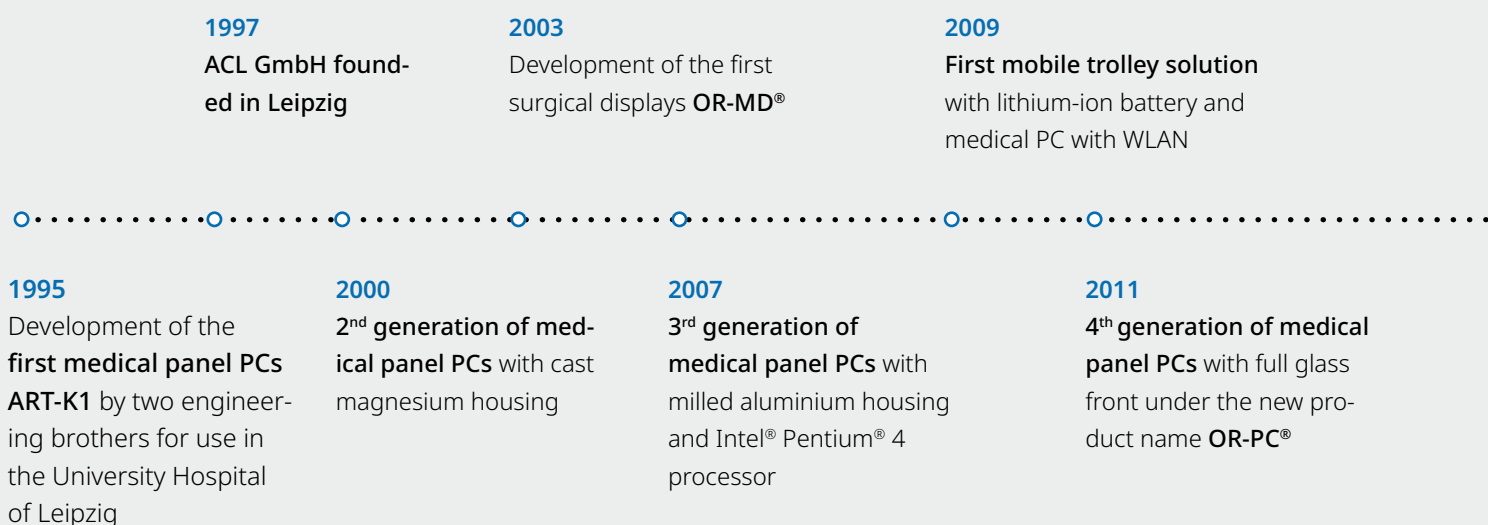 1997
ACL GmbH found-
ed in Leipzig
2003
Development of the first
surgical displays OR-MD®
2009
First mobile trolley solution
with lithium-ion battery and
medical PC with WLAN
1995
Development of the
first medical panel PCs
ART-K1 by two engineer-
ing brothers for use in
the University Hospital
of Leipzig
2000
2nd generation of med-
ical panel PCs with cast
magnesium housing
2007
3rd generation of
medical panel PCs with
milled aluminium housing
and Intel® Pentium® 4
processor
2011
4th generation of medical
panel PCs with full glass
front under the new pro-
duct name OR-PC®